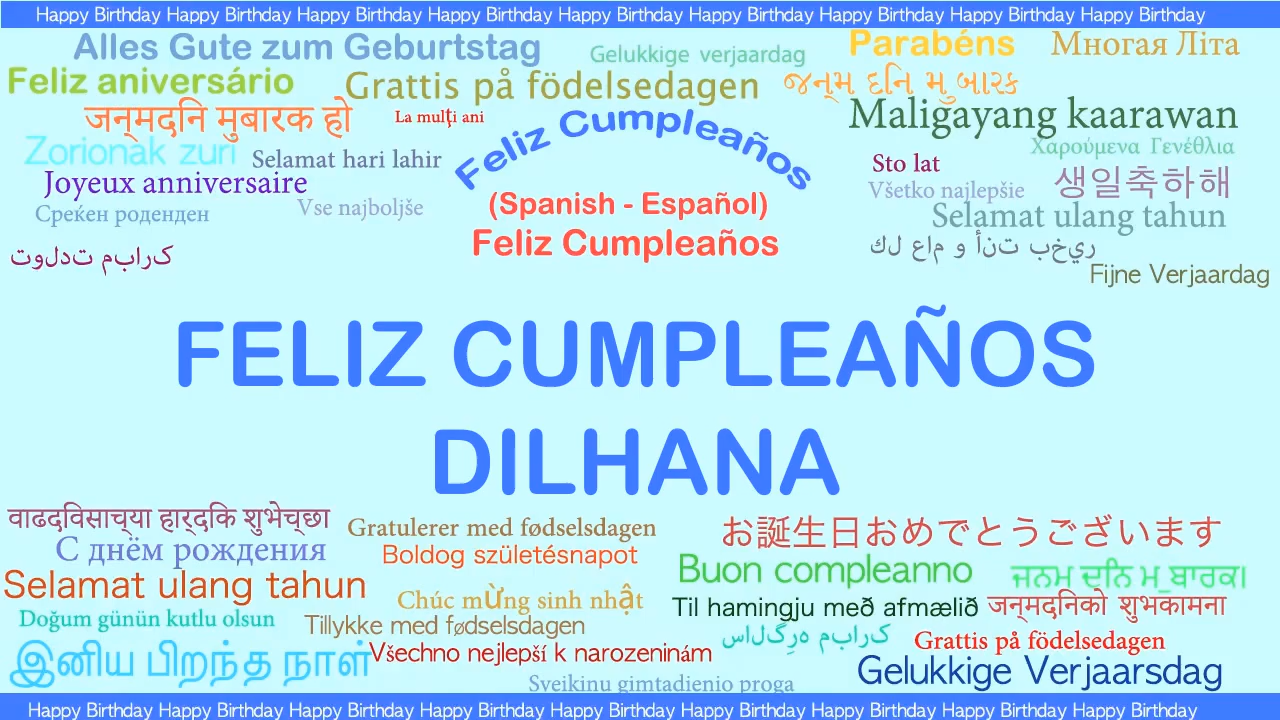 Happy Birthday Happy Birthday Happy Birthday Happy Birthday Happy Birthday Happy Birthday Happy Birthday Happy Birthday Happy Birthday
Alles Gute zum Geburtstag
Gelukkige verjaardag
Parabéns
Многая Літа
Feliz aniversário
Grattis på födelsedagen
જન્મ દિન મુબારક
जन्मदिन मुबारक हो
La mulţi ani
Feliz Cumpleaños
Maligayang kaarawan
Zorionak zuri
Selamat hari lahir
Sto lat
Χαρούμενα Γενέθλια
Joyeux anniversaire
(Spanish - Español)
Všetko najlepšie
생일축하해
Среќен роденден
Vse najboljše
Selamat ulang tahun
Feliz Cumpleaños
تولدت مبارک
كل عام و أنت بخير
Fijne Verjaardag
FELIZ CUMPLEAÑOS
DILHANA
वाढदिवसाच्या हार्दिक शुभेच्छा
Gratulerer med fødselsdagen
お誕生日おめでとうございます
С днём рождения
Boldog születésnapot
Buon compleanno
ਜਨਮ ਦਿਨ ਮੁਬਾਰਕ।
Selamat ulang tahun
Chúc mừng sinh nhật
Til hamingju með afmælið
जन्मदिनको शुभकामना
Doğum günün kutlu olsun
Tillykke med fødselsdagen
سالگرہ مبارک
Grattis på födelsedagen
இனிய பிறந்த நாள்
Všechno nejlepší k narozeninám
Gelukkige Verjaarsdag
Sveikinu gimtadienio proga
Happy Birthday Happy Birthday Happy Birthday Happy Birthday Happy Birthday Happy Birthday Happy Birthday Happy Birthday Happy Birthday